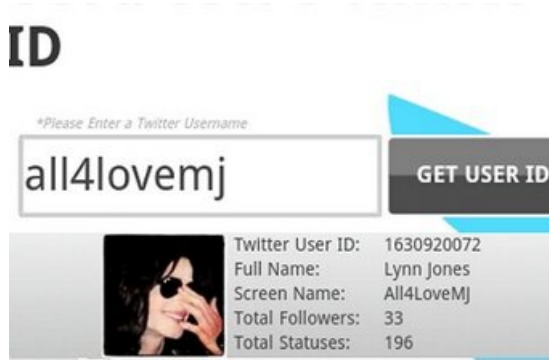 ID
*Please Enter a Twitter Username
all4lovemj
GET USER ID
Twitter User ID: 1630920072
Full Name: Lynn Jones
Screen Name: All4LoveMJ
Total Followers: 33
Total Statuses: 196